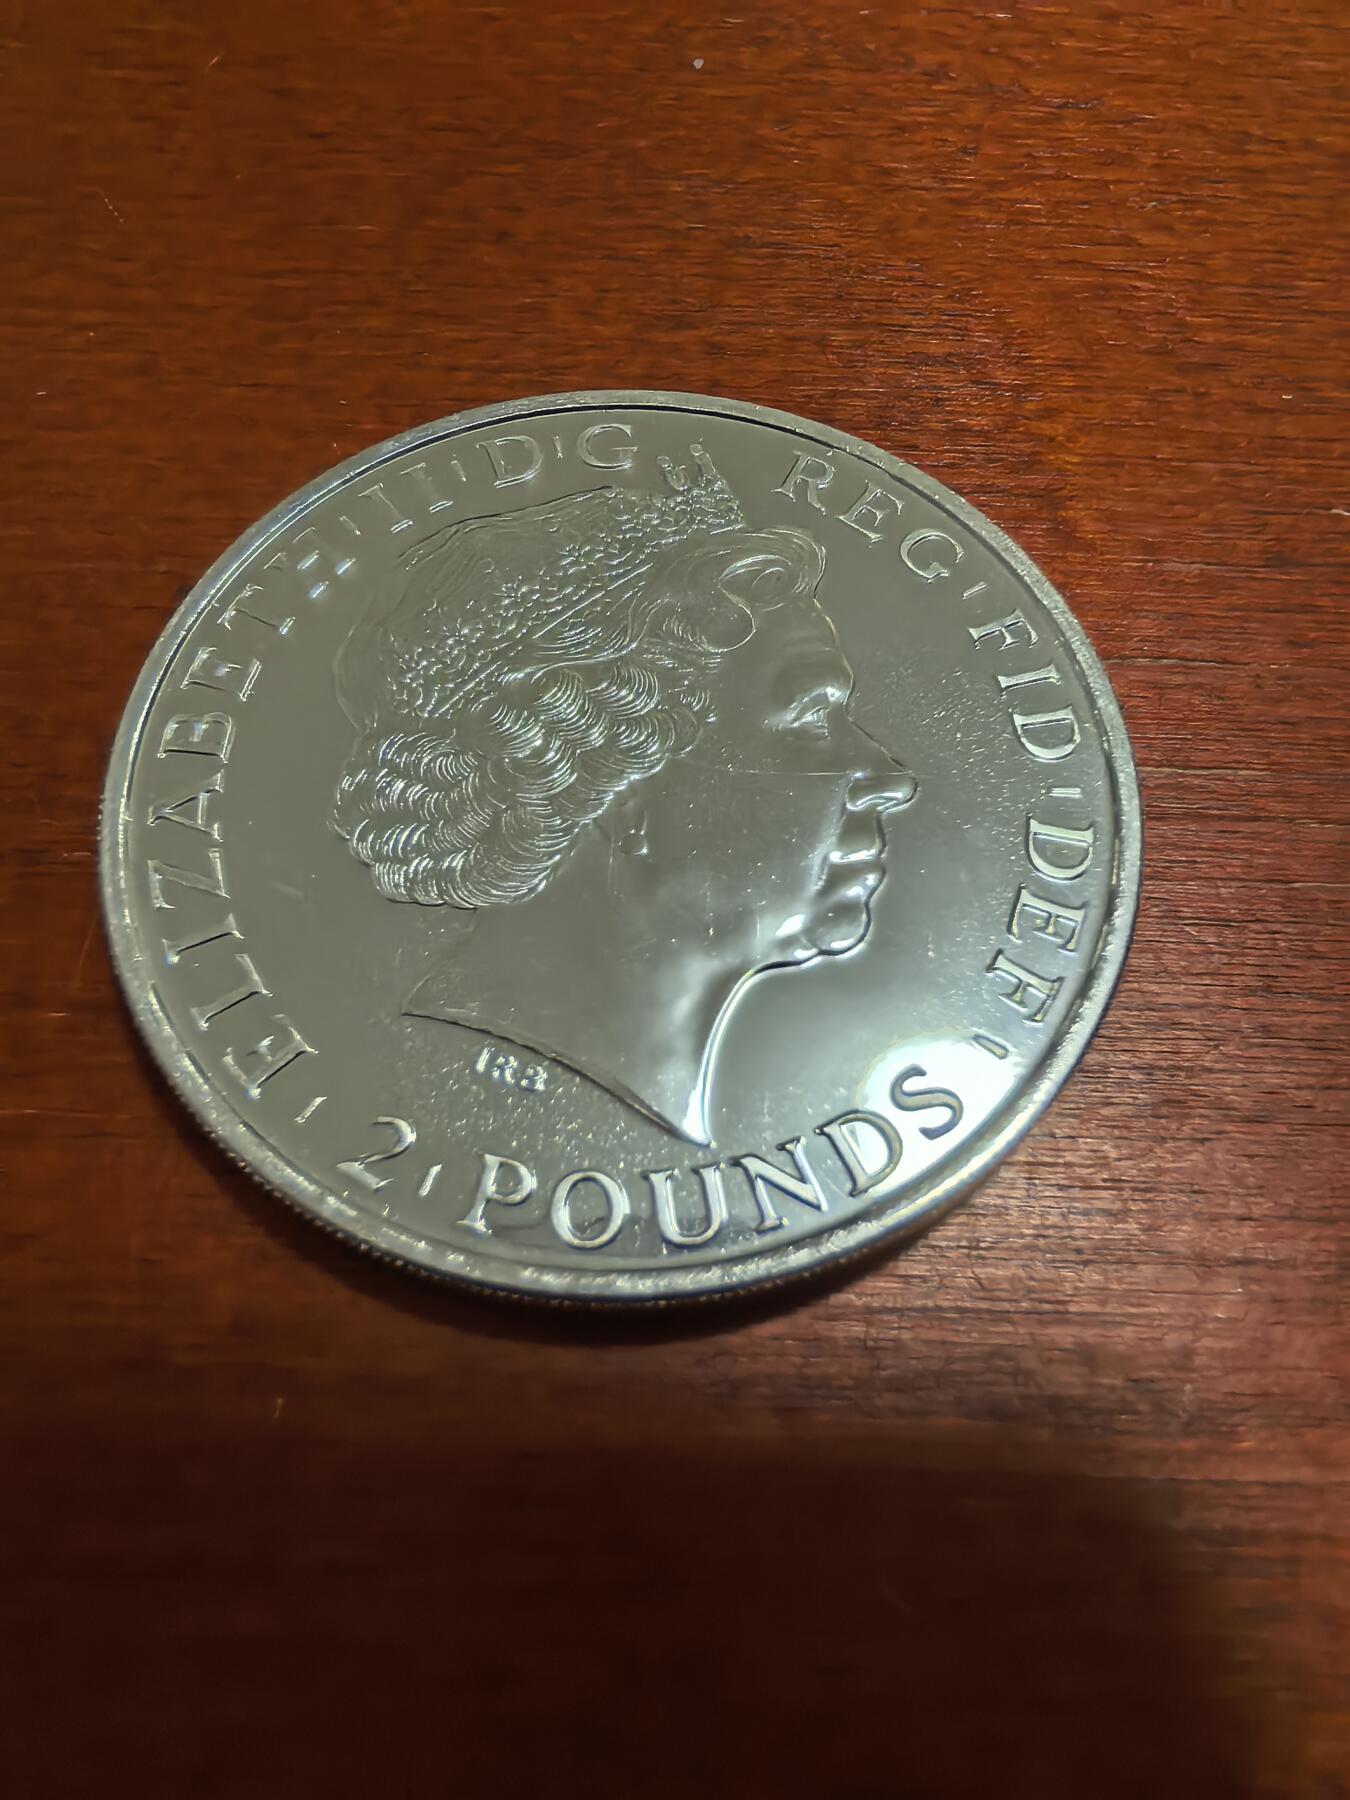 ELIZABETH·II·D·G REG·FID·DEF·
2·POUNDS·
IRB